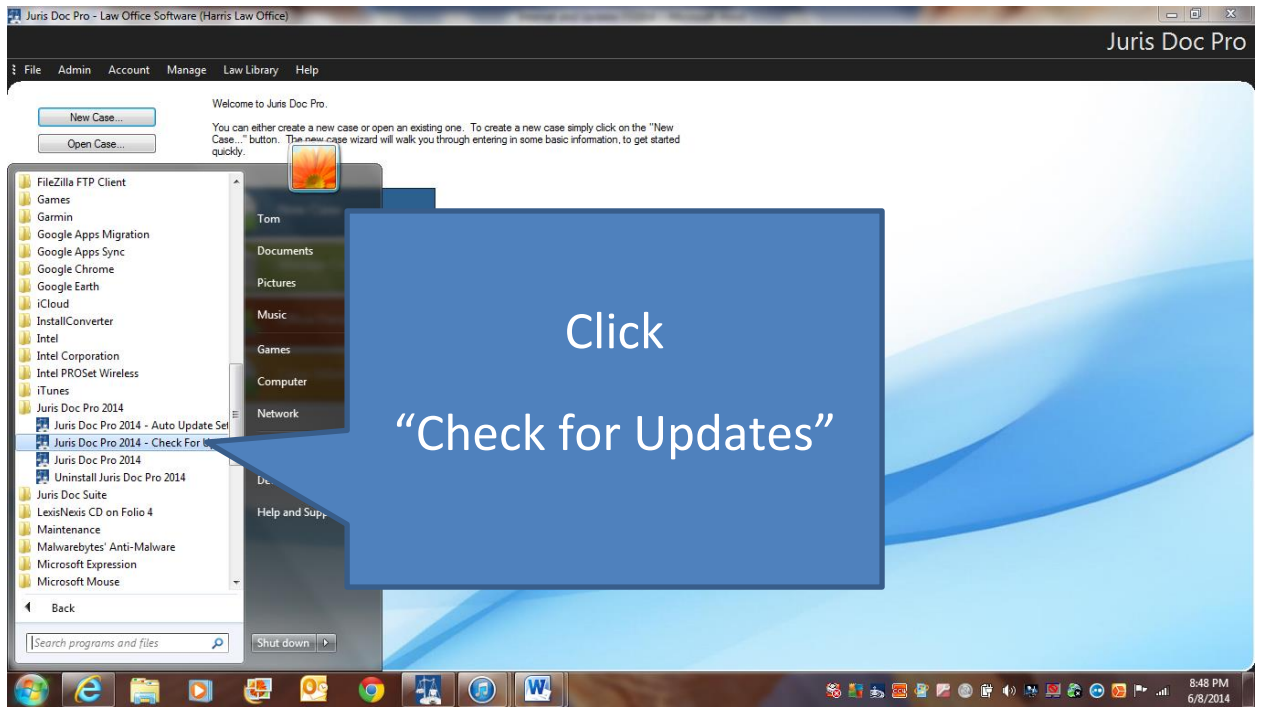 Juris Doc Pro - Law Office Software (Harris Law Office)
Juris Doc Pro
File Admin Account Manage Law Library Help
New Case...
Open Case...
Welcome to Juris Doc Pro.
You can either create a new case or open an existing one. To create a new case simply click on the "New
Case..." button. The new case wizard will walk you through entering in some basic information, to get started
quickly.
FileZilla FTP Client
Games
Garmin
Google Apps Migration
Google Apps Sync
Google Chrome
Google Earth
iCloud
InstallConverter
Intel
Intel Corporation
Intel PROSet Wireless
iTunes
Juris Doc Pro 2014
Juris Doc Pro 2014 - Auto Update Set
Juris Doc Pro 2014 - Check For
Juris Doc Pro 2014
Uninstall Juris Doc Pro 2014
Juris Doc Suite
LexisNexis CD on Folio 4
Maintenance
Malwarebytes' Anti-Malware
Microsoft Expression
Microsoft Mouse
Back
Search programs and files
Tom
Documents
Pictures
Music
Games
Computer
Network
Help and
Shut down
Click
“Check for Updates”
8:48 PM
6/8/2014